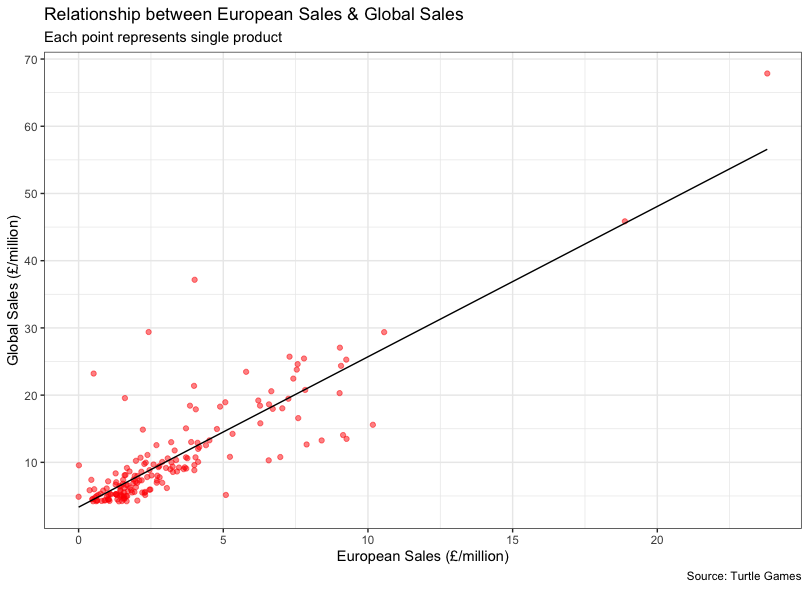 Relationship between European Sales & Global Sales
Each point represents single product
Global Sales (£/million)
70
60
50
40
30
20
10
0 5 10 15 20
European Sales (£/million)
Source: Turtle Games